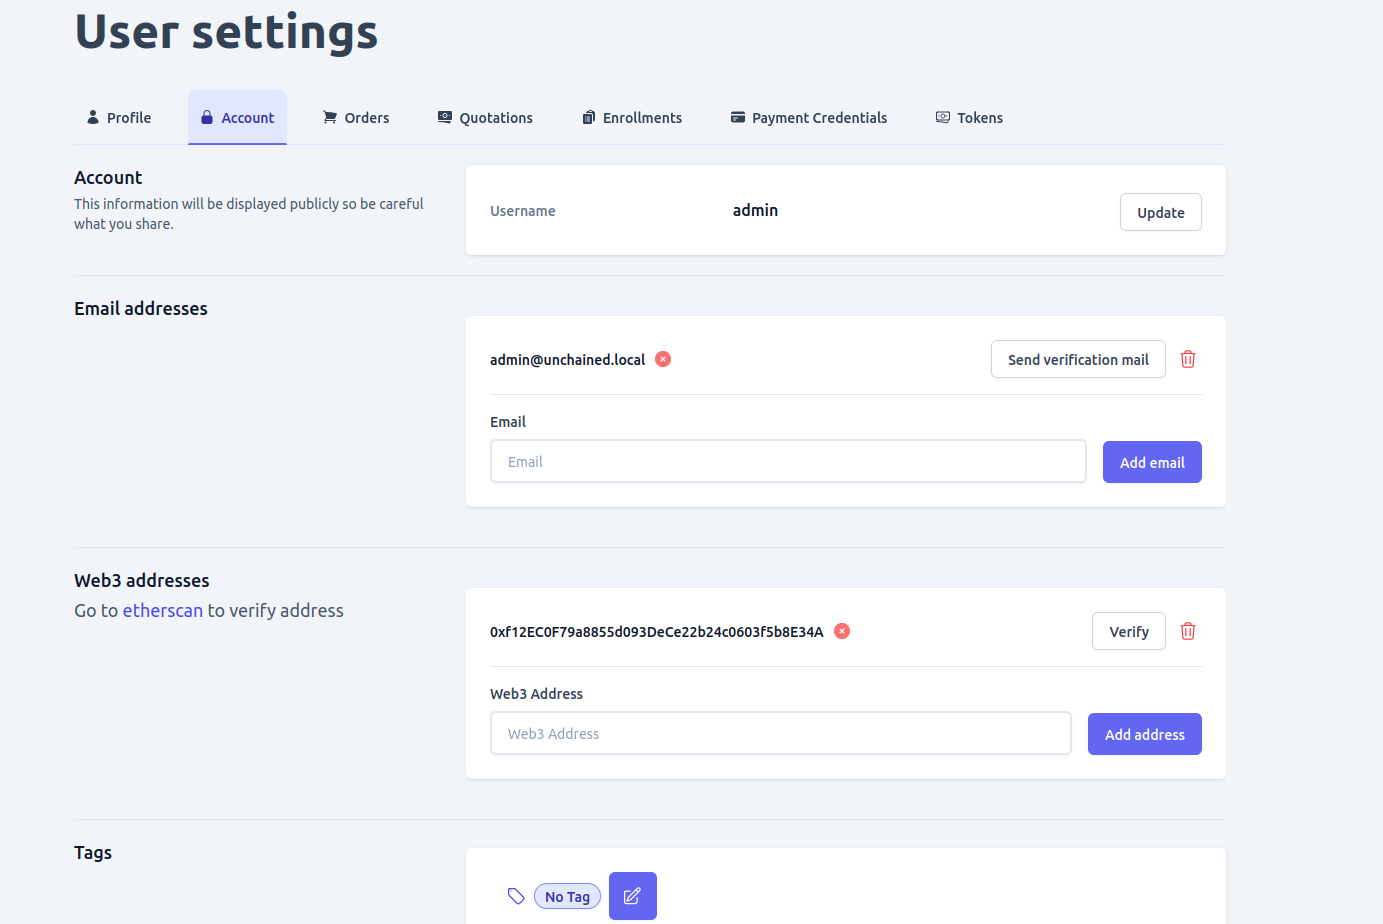 User settings
Profile
Account
Orders
Quotations
Enrollments
Payment Credentials
Tokens
Account
This information will be displayed publicly so be careful
what you share.
Username
admin
Update
Email addresses
admin@unchained.local
Send verification mail
Email
Email
Add email
Web3 addresses
Go to etherscan to verify address
0xf12EC0F79a8855d093DeCe22b24c0603f5b8E34A
Verify
Web3 Address
Web3 Address
Add address
Tags
No Tag